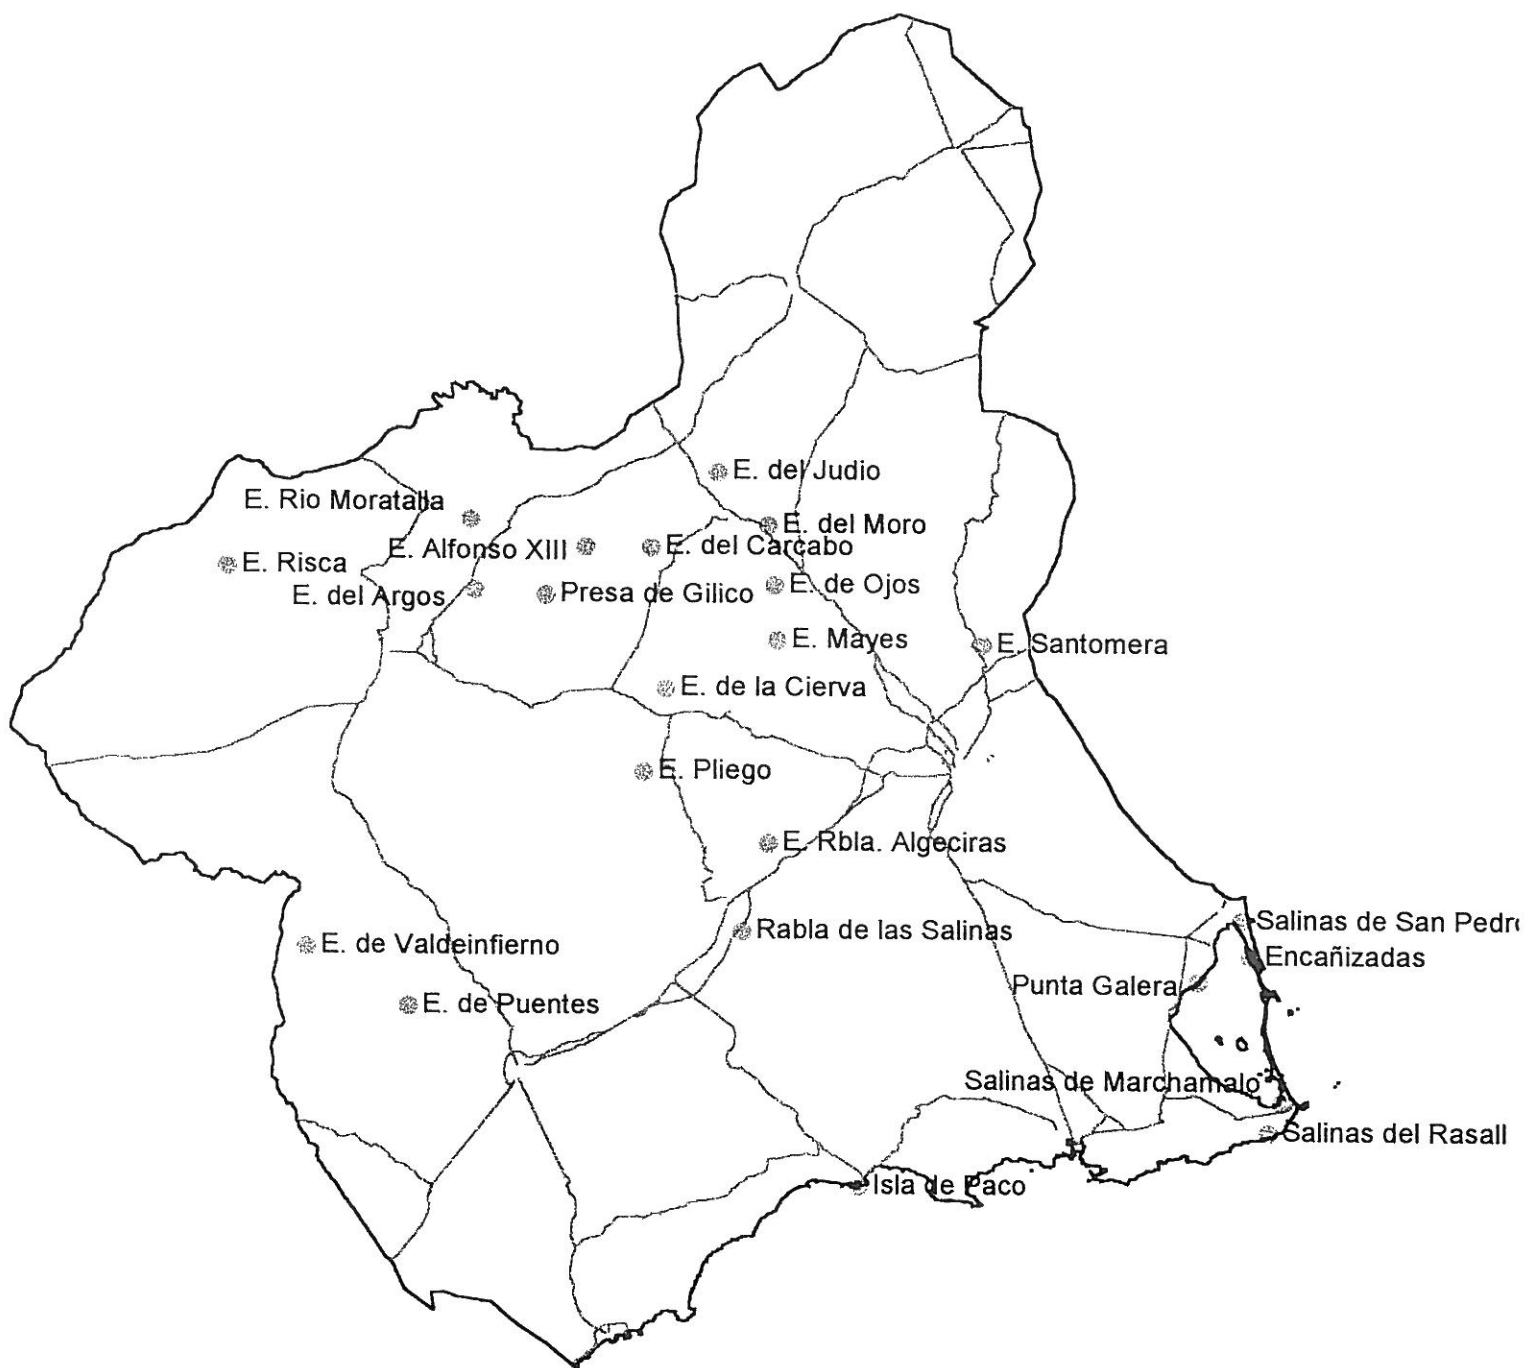 E. del Judio
E. Rio Moratalla
E. del Moro
E. Alfonso XIII
E. del Carcabo
E. Risca
E. de Ojos
E. del Argos
Presa de Gilico
E. Mayes
E. Santomera
E. de la Cierva
E. Pliego
E. Rbla. Algeciras
Salinas de San Pedro
Rabla de las Salinas
E. de Valdeinfierno
Encañizadas
Punta Galera
E. de Puentes
Salinas de Marchamalo
Salinas del Rasall
Isla de Paco